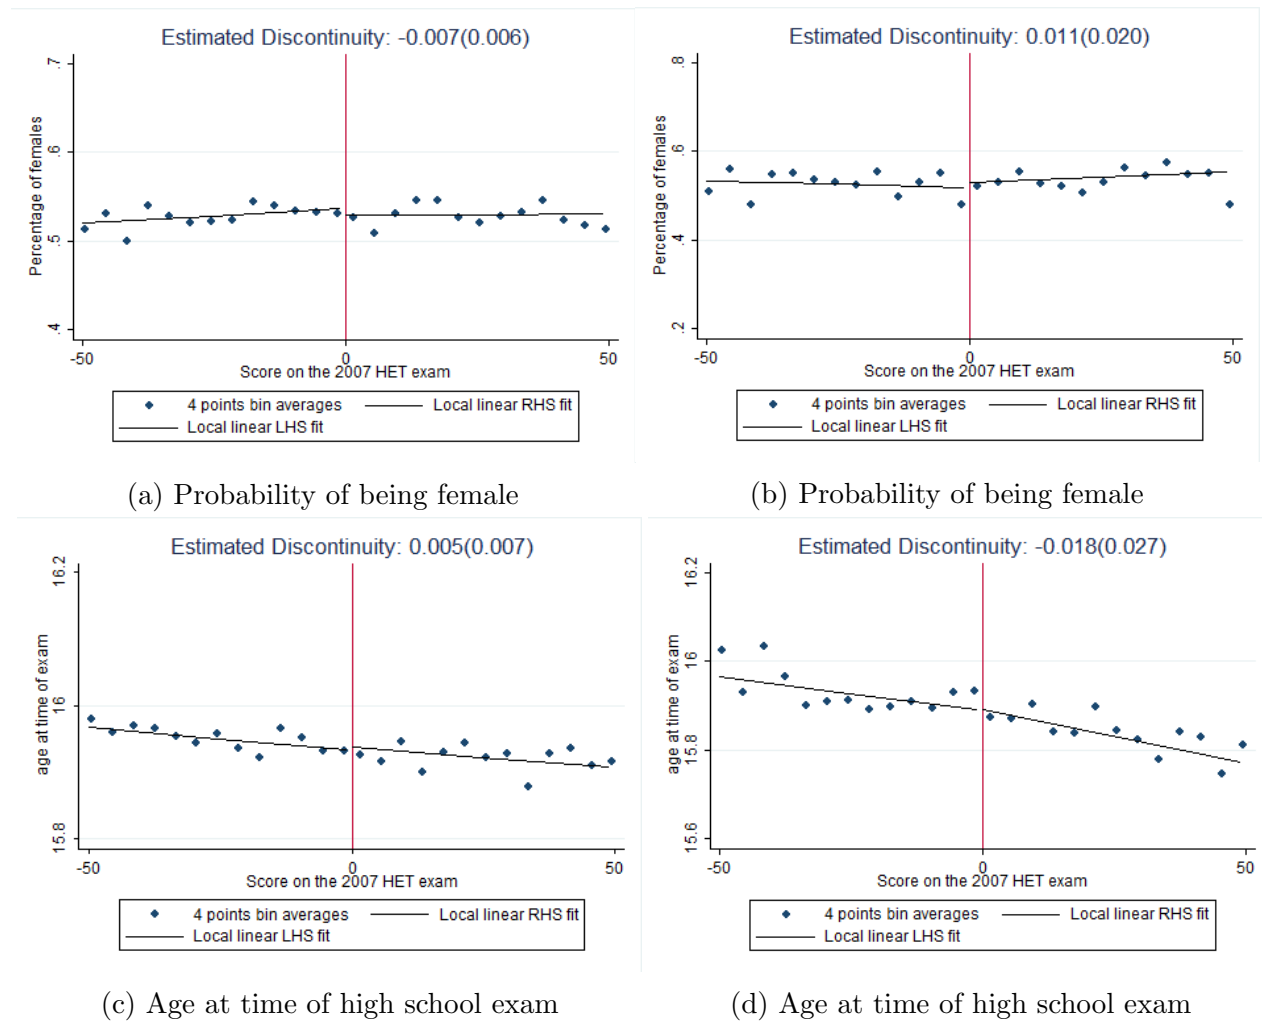 Estimated Discontinuity: -0.007(0.006)
Percentage of females
.7
.6
.5
.4
-50
0
50
Score on the 2007 HET exam
4 points bin averages
Local linear RHS fit
Local linear LHS fit
(a) Probability of being female
Estimated Discontinuity: 0.011(0.020)
Percentage of females
.8
.6
.4
.2
-50
0
50
Score on the 2007 HET exam
4 points bin averages
Local linear RHS fit
Local linear LHS fit
(b) Probability of being female
Estimated Discontinuity: 0.005(0.007)
age at time of exam
16.2
16
15.8
-50
0
50
Score on the 2007 HET exam
4 points bin averages
Local linear RHS fit
Local linear LHS fit
(c) Age at time of high school exam
Estimated Discontinuity: -0.018(0.027)
age at time of exam
16.2
16
15.8
15.6
-50
0
50
Score on the 2007 HET exam
4 points bin averages
Local linear RHS fit
Local linear LHS fit
(d) Age at time of high school exam